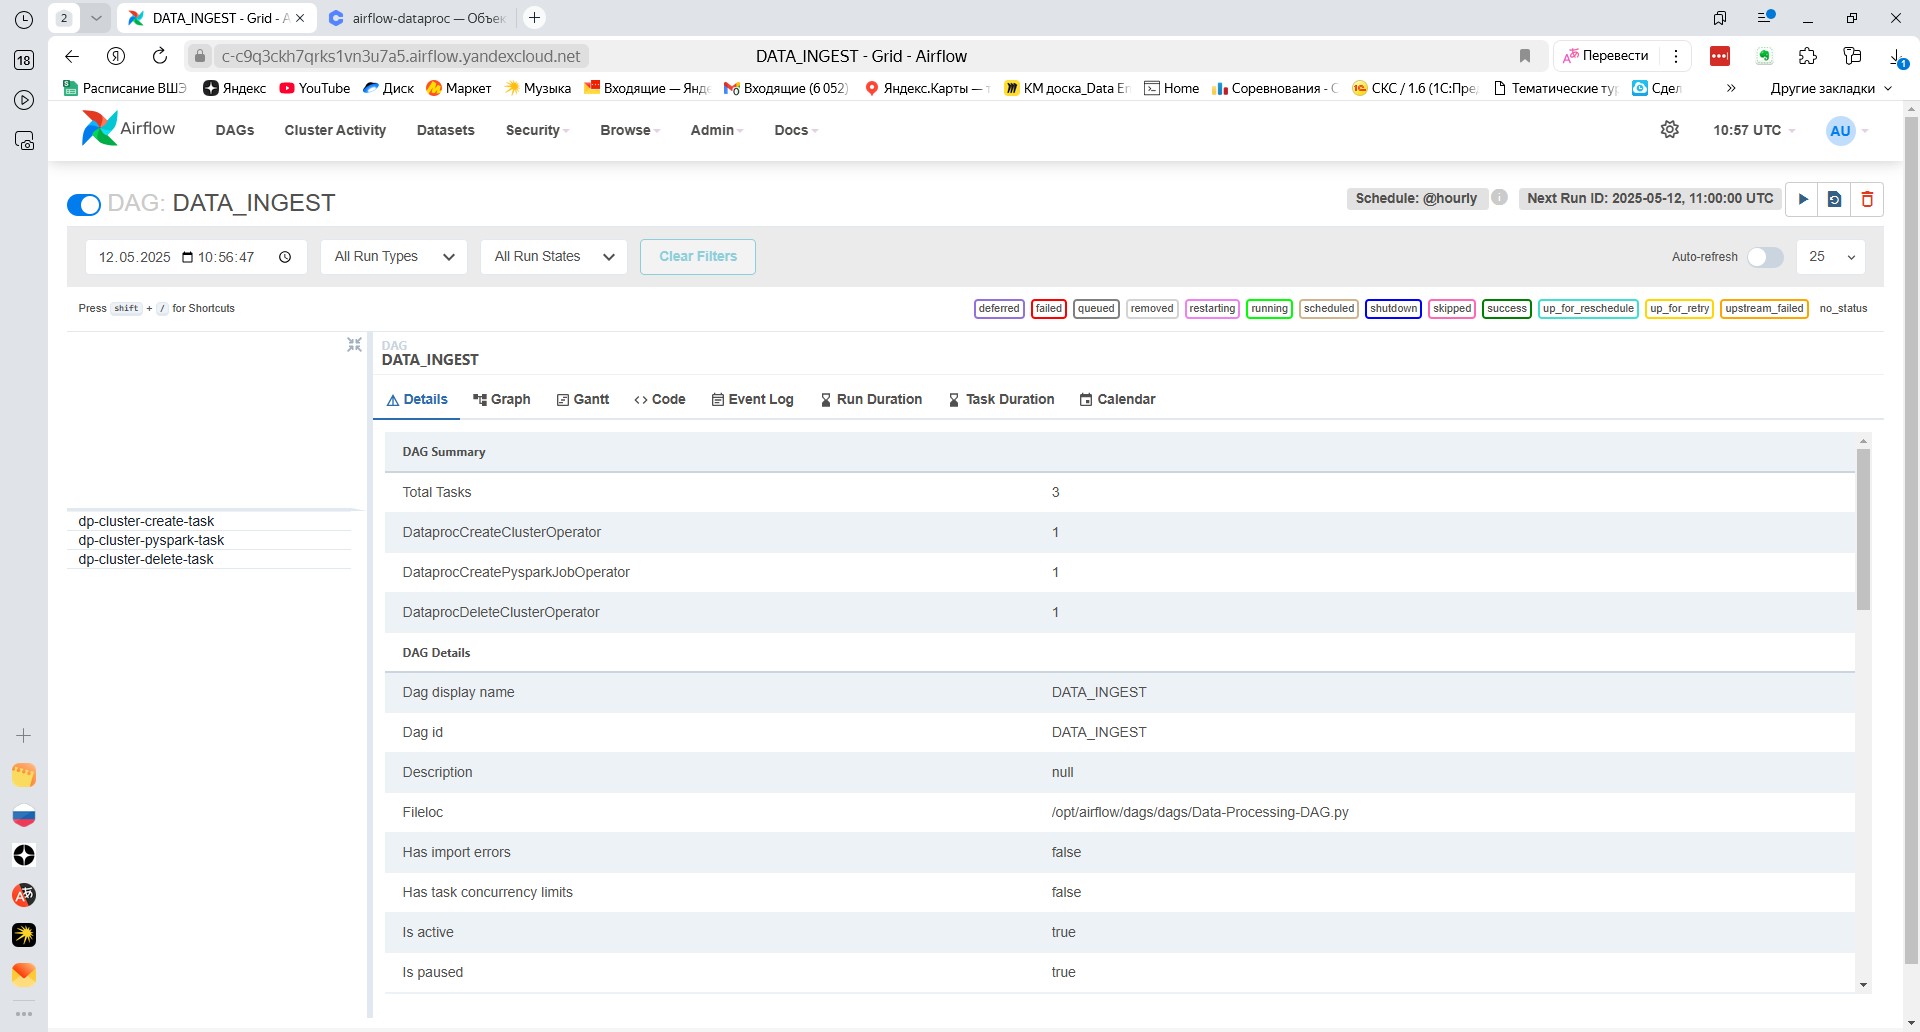 2
DATA_INGEST - Grid - A
airflow-dataproc — Объек
18
c-c9q3ckh7qrks1vn3u7a5.airflow.yandexcloud.net
DATA_INGEST - Grid - Airflow
Перевести
1
Расписание ВШЭ
Яндекс
YouTube
Диск
Маркет
Музыка
Входящие — Янде
Входящие (6 052)
Яндекс.Карты — т
КМ доска_Data En
Home
Соревнования - C
СКС / 1.6 (1С:Пре
Тематические тур
Сдел
»
Другие закладки
Airflow
DAGs
Cluster Activity
Datasets
Security
Browse
Admin
Docs
10:57 UTC
AU
DAG: DATA_INGEST
Schedule: @hourly
Next Run ID: 2025-05-12, 11:00:00 UTC
12.05.2025 10:56:47
All Run Types
All Run States
Clear Filters
Auto-refresh
25
Press shift + / for Shortcuts
deferred
failed
queued
removed
restarting
running
scheduled
shutdown
skipped
success
up_for_reschedule
up_for_retry
upstream_failed
no_status
dp-cluster-create-task
dp-cluster-pyspark-task
dp-cluster-delete-task
DAG
DATA_INGEST
Details
Graph
Gantt
<> Code
Event Log
Run Duration
Task Duration
Calendar
DAG Summary
Total Tasks 3
DataprocCreateClusterOperator 1
DataprocCreatePysparkJobOperator 1
DataprocDeleteClusterOperator 1
DAG Details
Dag display name DATA_INGEST
Dag id DATA_INGEST
Description null
Fileloc /opt/airflow/dags/dags/Data-Processing-DAG.py
Has import errors false
Has task concurrency limits false
Is active true
Is paused true